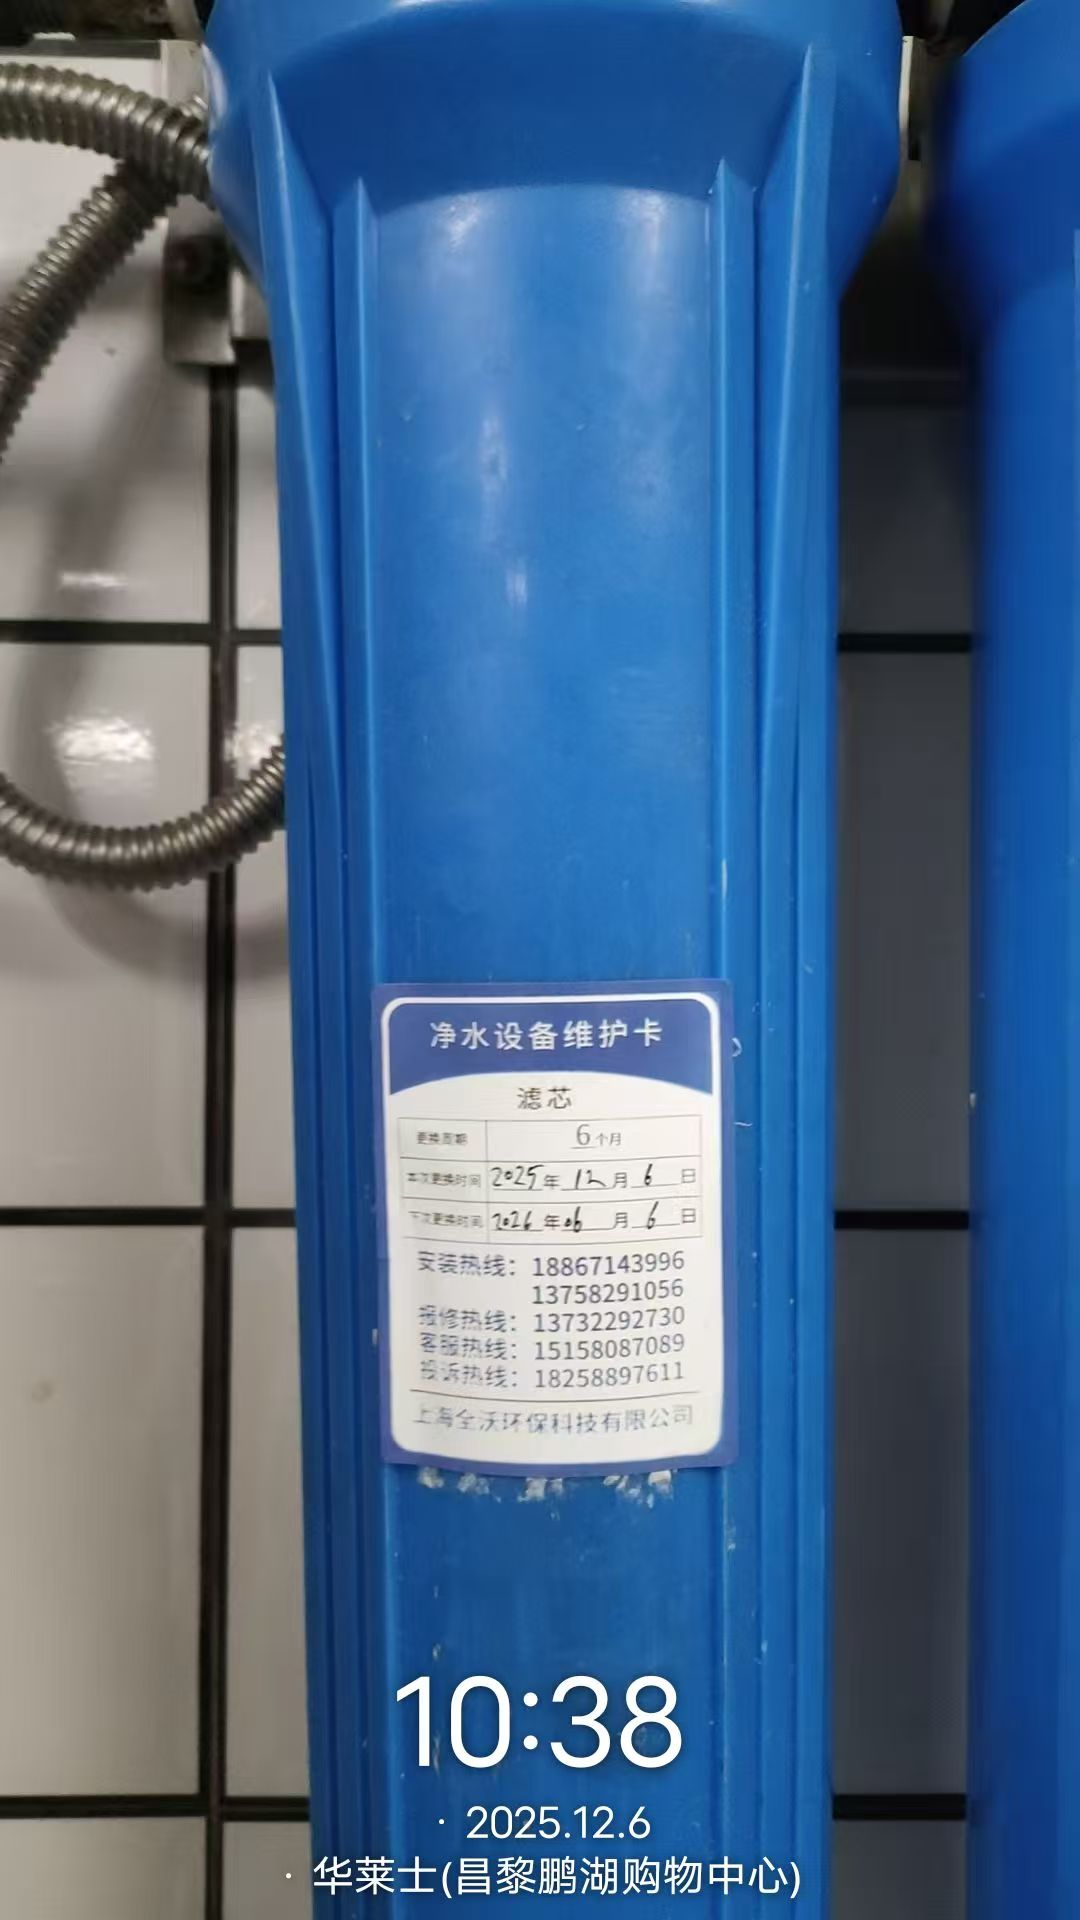 净水设备维护卡
滤芯
更换周期 6个月
本次更换时间 2025年12月6日
下次更换时间 2026年06月6日
安装热线：18867143996
13758291056
报修热线：13732292730
客服热线：15158087089
投诉热线：18258897611
上海全沃环保科技有限公司
10:38
· 2025.12.6
· 华莱士(昌黎鹏湖购物中心)